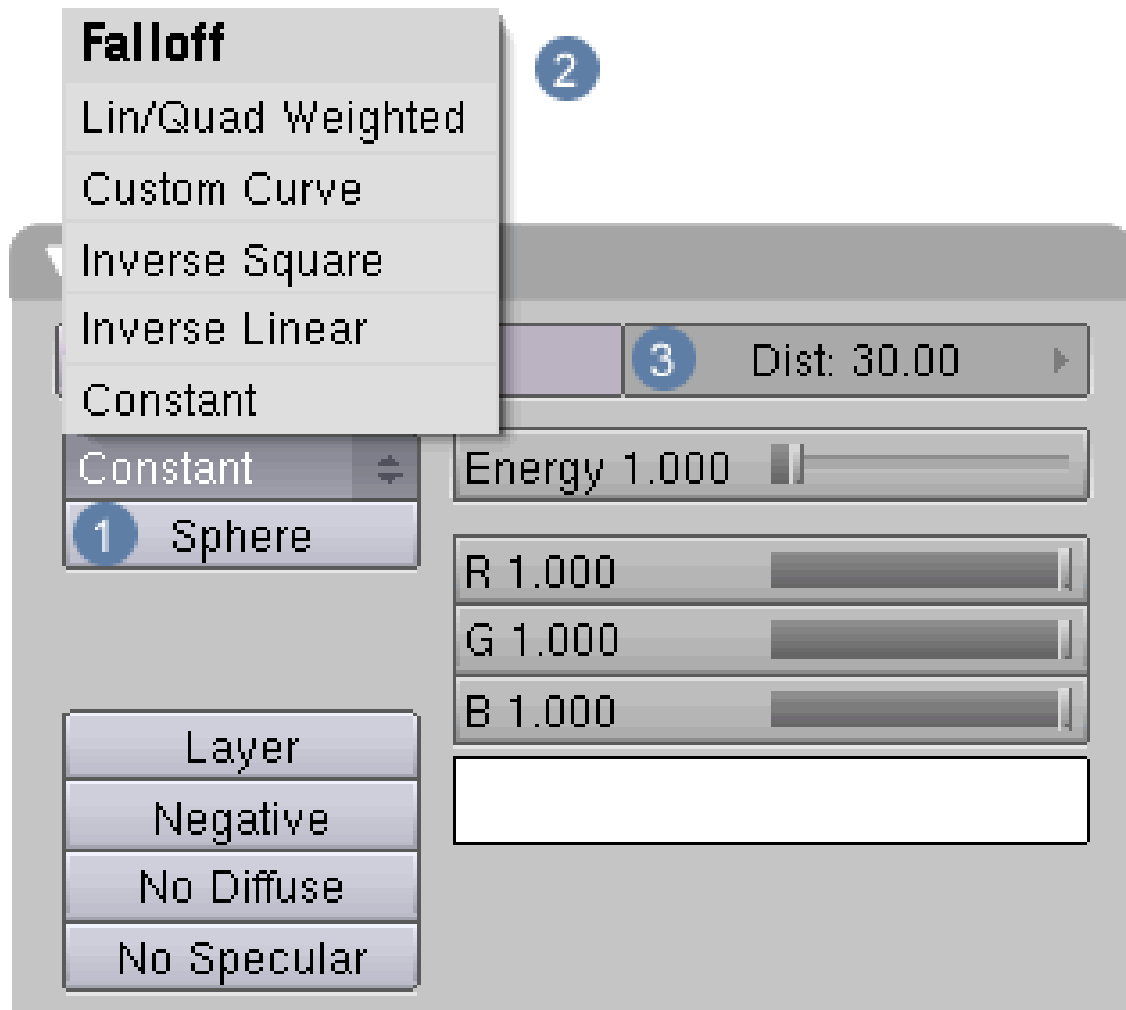 Falloff
2
Lin/Quad Weighted
Custom Curve
Inverse Square
Inverse Linear
3 Dist: 30.00
Constant
Constant
Energy 1.000
1 Sphere
R 1.000
G 1.000
B 1.000
Layer
Negative
No Diffuse
No Specular